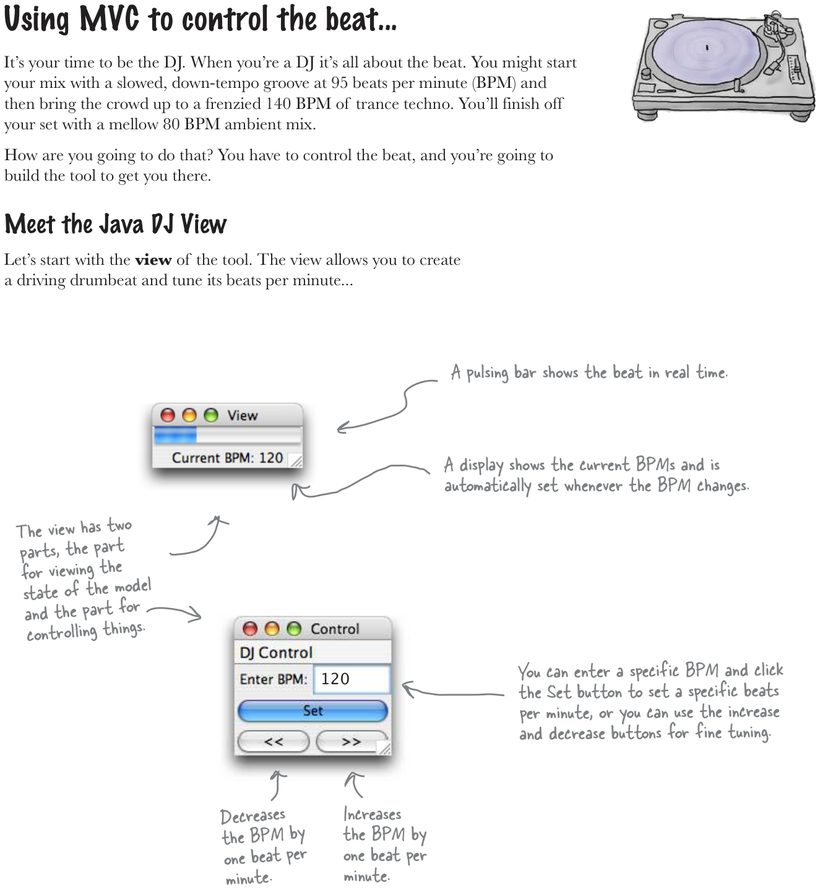 Using MVC to control the beat...
It's your time to be the DJ. When you're a DJ it's all about the beat. You might start
your mix with a slowed, down-tempo groove at 95 beats per minute (BPM) and
then bring the crowd up to a frenzied 140 BPM of trance techno. You'll finish off
your set with a mellow 80 BPM ambient mix.
How are you going to do that? You have to control the beat, and you're going to
build the tool to get you there.
Meet the Java DJ View
Let's start with the view of the tool. The view allows you to create
a driving drumbeat and tune its beats per minute...
A pulsing bar shows the beat in real time.
View
Current BPM: 120
A display shows the current BPMs and is
automatically set whenever the BPM changes.
The view has two
parts, the part
for viewing the
state of the model
and the part for
controlling things.
Control
DJ Control
Enter BPM: 120
Set
<< >>
You can enter a specific BPM and click
the Set button to set a specific beats
per minute, or you can use the increase
and decrease buttons for fine tuning.
Decreases
the BPM by
one beat per
minute.
Increases
the BPM by
one beat per
minute.